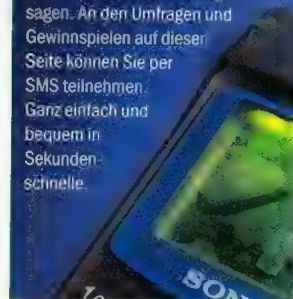 sagen. An den Umfragen und
Gewinnspielen auf dieser
Seite können Sie per
SMS teilnehmen.
Ganz einfach und
bequem in
Sekunden-
schnelle.
SON